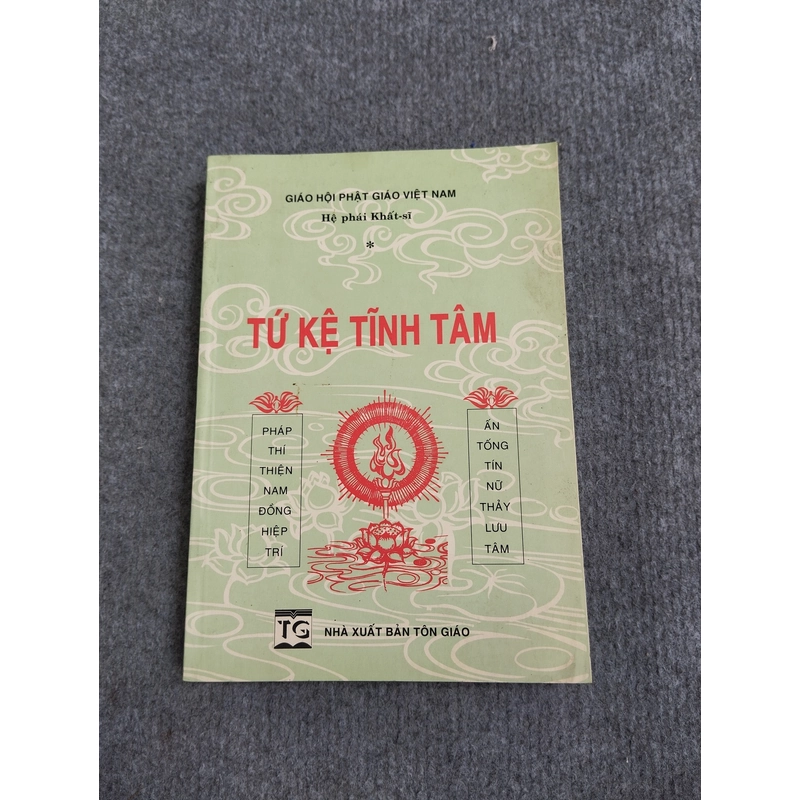 GIÁO HỘI PHẬT GIÁO VIỆT NAM
Hệ phái Khất-sĩ
*
TỨ KỆ TĨNH TÂM
PHÁP
THÍ
THIỆN
NAM
ĐỒNG
HIỆP
TRÍ
ẤN
TỐNG
TÍN
NỮ
THẢY
LƯU
TÂM
TG
NHÀ XUẤT BẢN TÔN GIÁO